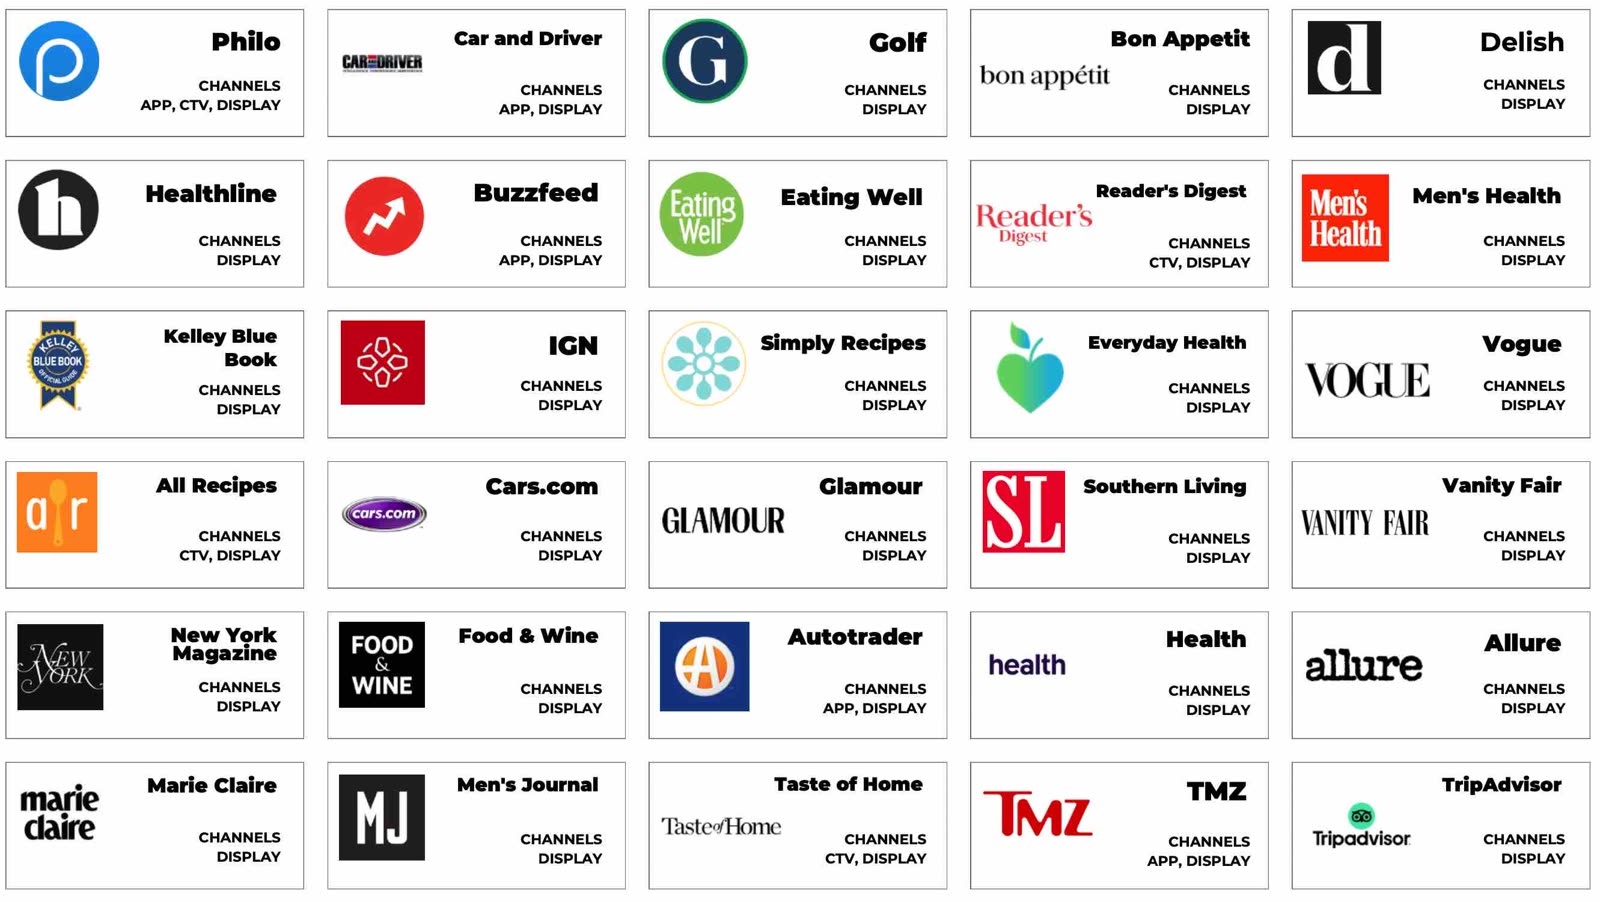 Philo
CHANNELS
APP, CTV, DISPLAY
CAR AND DRIVER
Car and Driver
CHANNELS
APP, DISPLAY
G
Golf
CHANNELS
DISPLAY
bon appétit
Bon Appetit
CHANNELS
DISPLAY
d
Delish
CHANNELS
DISPLAY
h
Healthline
CHANNELS
DISPLAY
Buzzfeed
CHANNELS
APP, DISPLAY
Eating
Well
Eating Well
CHANNELS
DISPLAY
Reader's
Digest
Reader's Digest
CHANNELS
CTV, DISPLAY
Men's
Health
Men's Health
CHANNELS
DISPLAY
KELLEY
BLUE BOOK
OFFICIAL GUIDE
Kelley Blue
Book
CHANNELS
DISPLAY
IGN
CHANNELS
DISPLAY
Simply Recipes
CHANNELS
DISPLAY
Everyday Health
CHANNELS
DISPLAY
VOGUE
Vogue
CHANNELS
DISPLAY
ar
All Recipes
CHANNELS
CTV, DISPLAY
cars.com
Cars.com
CHANNELS
DISPLAY
GLAMOUR
Glamour
CHANNELS
DISPLAY
SL
Southern Living
CHANNELS
DISPLAY
VANITY FAIR
Vanity Fair
CHANNELS
DISPLAY
NEW
YORK
New York
Magazine
CHANNELS
DISPLAY
FOOD
&
WINE
Food & Wine
CHANNELS
DISPLAY
A
Autotrader
CHANNELS
APP, DISPLAY
health
Health
CHANNELS
DISPLAY
allure
Allure
CHANNELS
DISPLAY
marie
claire
Marie Claire
CHANNELS
DISPLAY
MJ
Men's Journal
CHANNELS
DISPLAY
Taste of Home
Taste of Home
CHANNELS
CTV, DISPLAY
TMZ
TMZ
CHANNELS
APP, DISPLAY
Tripadvisor
TripAdvisor
CHANNELS
DISPLAY